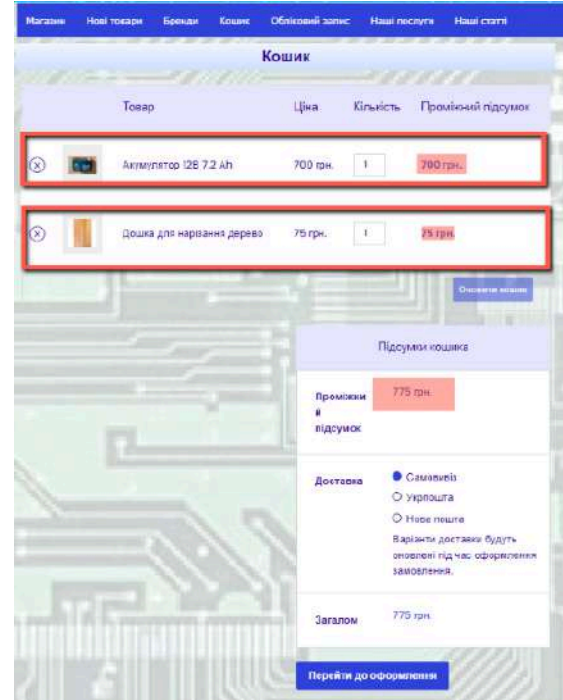 Магазин Нові товари Бренди Кошик Обліковий запис Наші послуги Наші статті
Кошик
Товар Ціна Кількість Проміжний підсумок
Акумулятор 12В 7.2 Ah 700 грн. 1 700 грн.
Дошка для нарізання дерево 75 грн. 1 75 грн.
Оновити кошик
Підсумки кошика
Проміжни 775 грн.
й
підсумок
Доставка Самовивіз
Укрпошта
Нова пошта
Варіанти доставки будуть
оновлені під час оформлення
замовлення.
Загалом 775 грн.
Перейти до оформлення